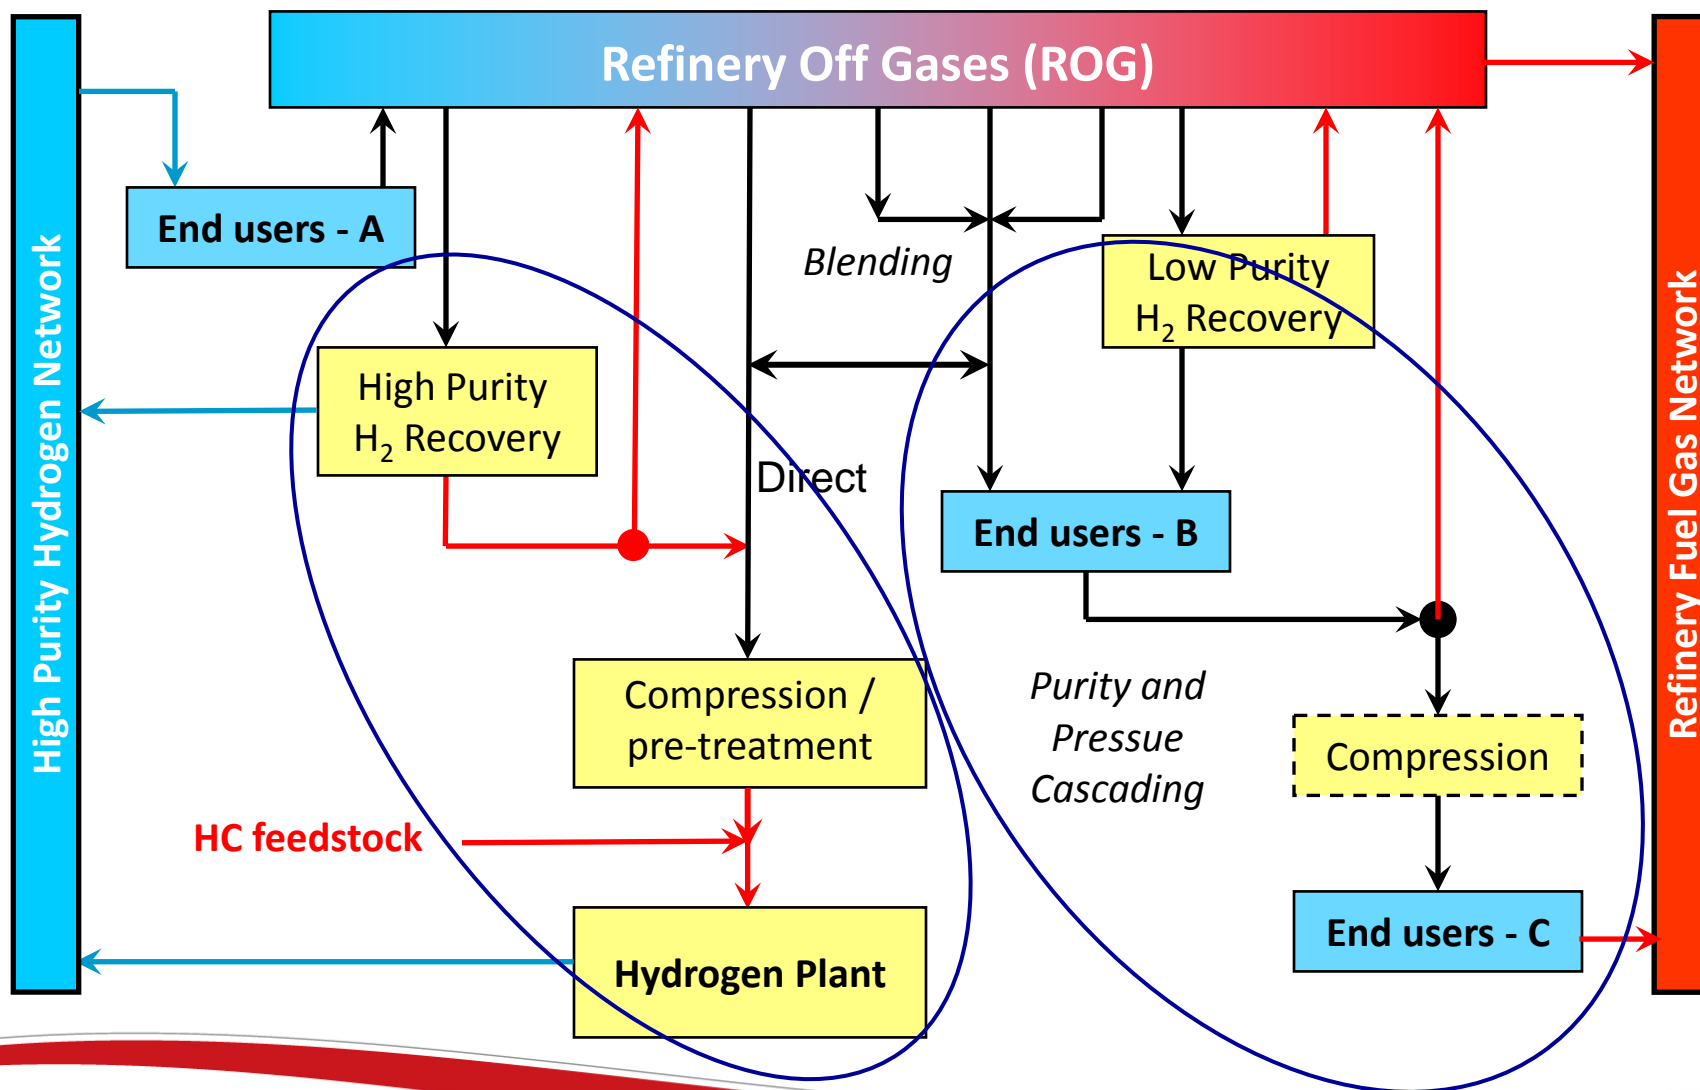 Refinery Off Gases (ROG)
High Purity Hydrogen Network
Refinery Fuel Gas Network
End users - A
Blending
Low Purity
H₂ Recovery
High Purity
H₂ Recovery
Direct
End users - B
Compression /
pre-treatment
Purity and
Pressue
Cascading
Compression
HC feedstock
End users - C
Hydrogen Plant